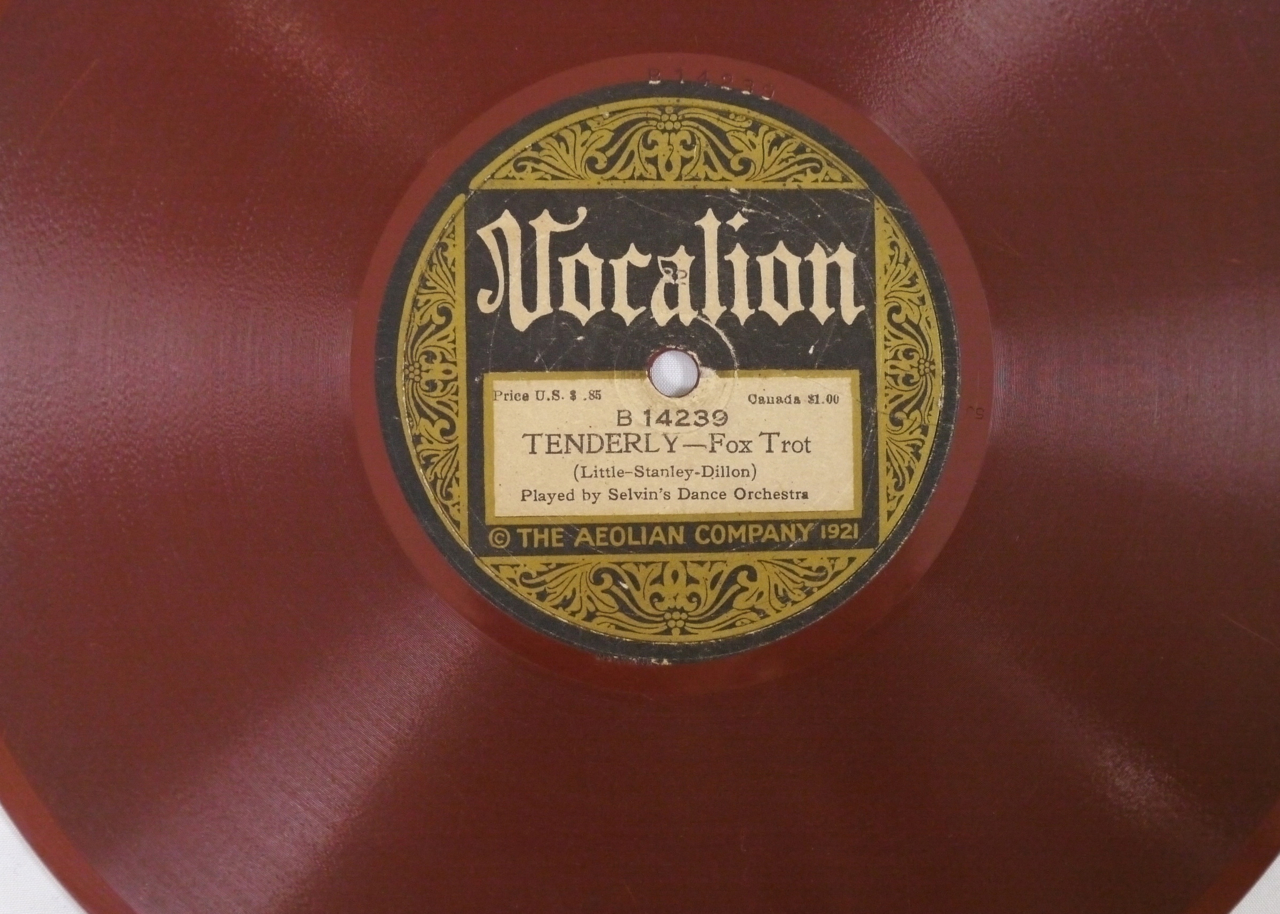 B 14239
Vocalion
Price U.S. $ .85 Canada $1.00
B 14239
TENDERLY—Fox Trot
(Little-Stanley-Dillon)
Played by Selvin's Dance Orchestra
© THE AEOLIAN COMPANY 1921